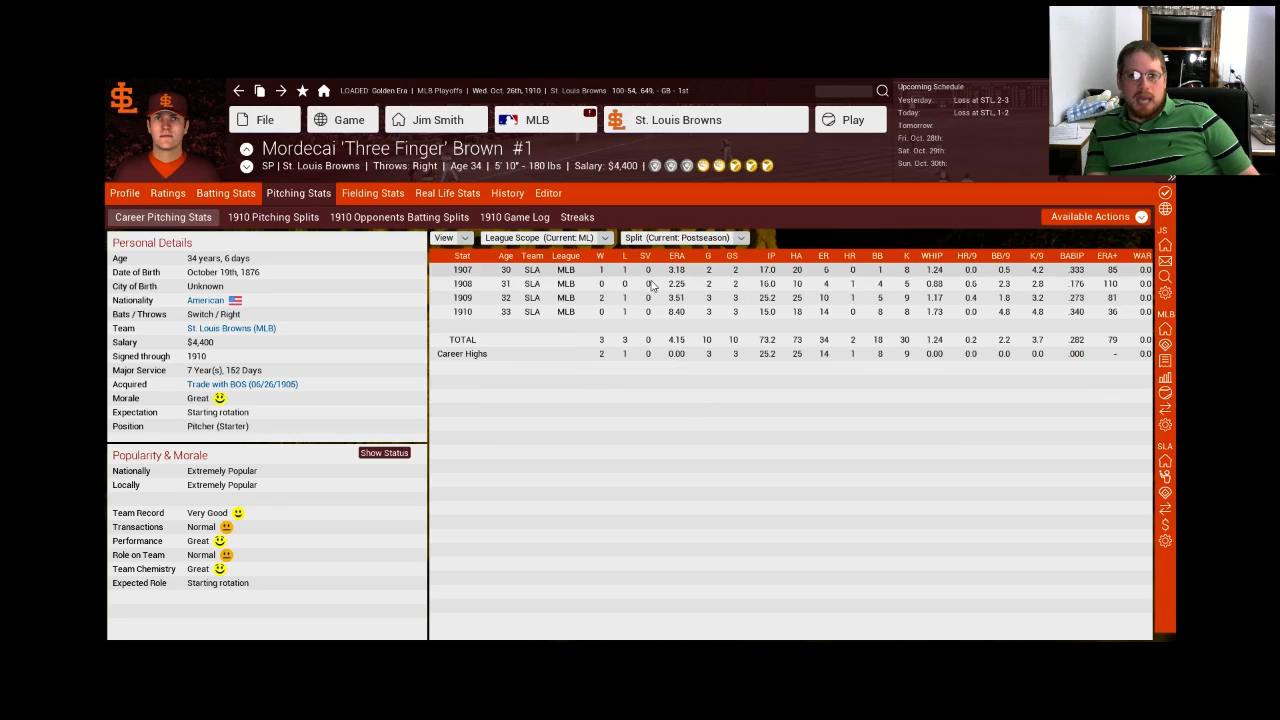 LOADED: Golden Era | MLB Playoffs | Wed. Oct. 26th, 1910 | St. Louis Browns 100-54, .649, - GB - 1st
File Game Jim Smith MLB ! St. Louis Browns Play
Upcoming Schedule
Yesterday: Loss at STL, 2-3
Today: Loss at STL, 1-2
Tomorrow:
Fri. Oct. 28th:
Sat. Oct. 29th:
Sun. Oct. 30th:
Mordecai 'Three Finger' Brown #1
SP | St. Louis Browns | Throws: Right | Age 34 | 5' 10" - 180 lbs | Salary: $4,400 |
Profile Ratings Batting Stats Pitching Stats Fielding Stats Real Life Stats History Editor
Career Pitching Stats 1910 Pitching Splits 1910 Opponents Batting Splits 1910 Game Log Streaks Available Actions
Personal Details
Age 34 years, 6 days
Date of Birth October 19th, 1876
City of Birth Unknown
Nationality American
Bats / Throws Switch / Right
Team St. Louis Browns (MLB)
Salary $4,400
Signed through 1910
Major Service 7 Year(s), 152 Days
Acquired Trade with BOS (06/26/1905)
Morale Great
Expectation Starting rotation
Position Pitcher (Starter)
Popularity & Morale Show Status
Nationally Extremely Popular
Locally Extremely Popular
Team Record Very Good
Transactions Normal
Performance Great
Role on Team Normal
Team Chemistry Great
Expected Role Starting rotation
View League Scope (Current: ML) Split (Current: Postseason)
Stat Age Team League W L SV ERA G GS IP HA ER HR BB K WHIP HR/9 BB/9 K/9 BABIP ERA+ WAR
1907 30 SLA MLB 1 1 0 3.18 2 2 17.0 20 6 0 1 8 1.24 0.0 0.5 4.2 .333 85 0.0
1908 31 SLA MLB 0 0 0 2.25 2 2 16.0 10 4 1 4 5 0.88 0.6 2.3 2.8 .176 110 0.0
1909 32 SLA MLB 2 1 0 3.51 3 3 25.2 25 10 1 5 9 1.17 0.4 1.8 3.2 .273 81 0.0
1910 33 SLA MLB 0 1 0 8.40 3 3 15.0 18 14 0 8 8 1.73 0.0 4.8 4.8 .340 36 0.0
TOTAL 3 3 0 4.15 10 10 73.2 73 34 2 18 30 1.24 0.2 2.2 3.7 .282 79 0.0
Career Highs 2 1 0 0.00 3 3 25.2 25 14 1 8 9 0.00 0.0 0.0 0.0 .000 - 0.0
JS
MLB
SLA